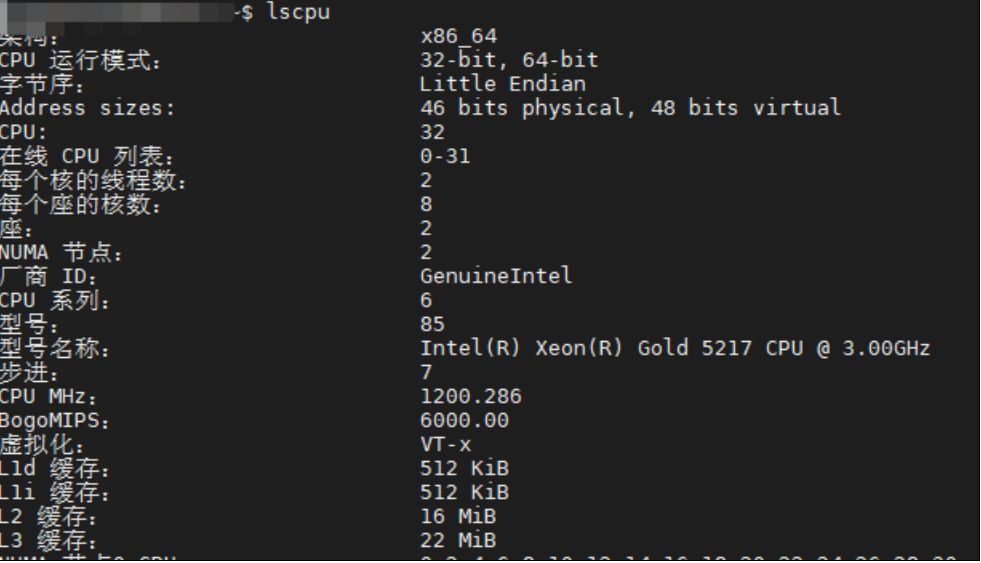 ~$ lscpu
架构： x86_64
CPU 运行模式： 32-bit, 64-bit
字节序： Little Endian
Address sizes: 46 bits physical, 48 bits virtual
CPU: 32
在线 CPU 列表： 0-31
每个核的线程数： 2
每个座的核数： 8
座： 2
NUMA 节点： 2
厂商 ID： GenuineIntel
CPU 系列： 6
型号： 85
型号名称： Intel(R) Xeon(R) Gold 5217 CPU @ 3.00GHz
步进： 7
CPU MHz： 1200.286
BogoMIPS： 6000.00
虚拟化： VT-x
L1d 缓存： 512 KiB
L1i 缓存： 512 KiB
L2 缓存： 16 MiB
L3 缓存： 22 MiB